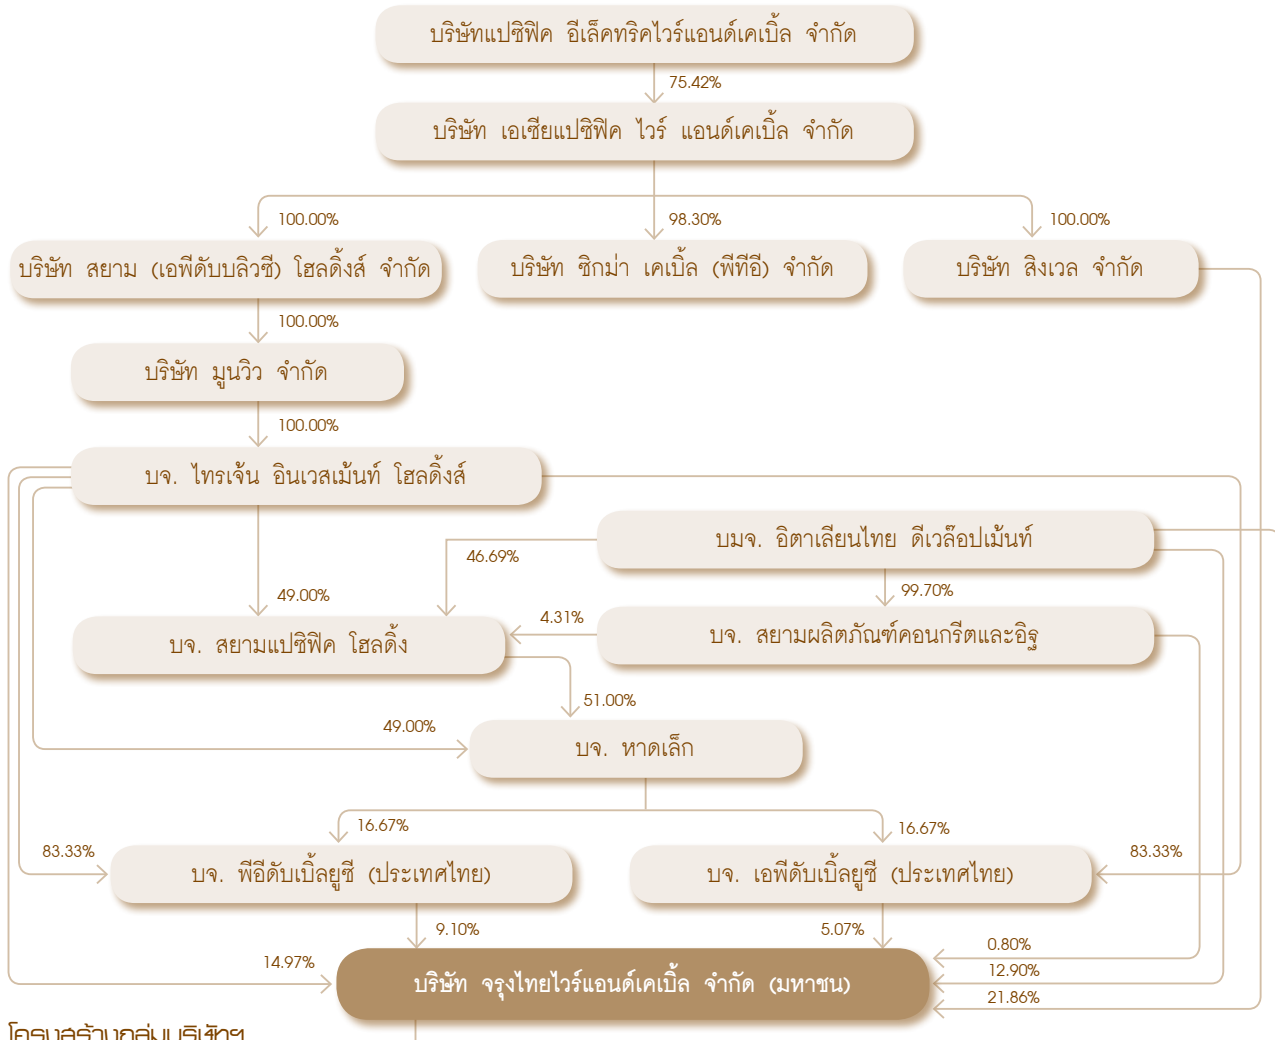 บริษัทแปซิฟิค อีเล็คทริคไวร์แอนด์เคเบิ้ล จำกัด
75.42%
บริษัท เอเซียแปซิฟิค ไวร์ แอนด์เคเบิ้ล จำกัด
100.00%
98.30%
100.00%
บริษัท สยาม (เอพีดับบลิวซี) โฮลดิ้งส์ จำกัด
บริษัท ซิกม่า เคเบิ้ล (พีทีอี) จำกัด
บริษัท สิงเวล จำกัด
100.00%
บริษัท มูนวิว จำกัด
100.00%
บจ. ไทรเจ้น อินเวสเม้นท์ โฮลดิ้งส์
บมจ. อิตาเลียนไทย ดีเวล๊อปเม้นท์
46.69%
99.70%
49.00%
4.31%
บจ. สยามผลิตภัณฑ์คอนกรีตและอิฐ
บจ. สยามแปซิฟิค โฮลดิ้ง
51.00%
49.00%
บจ. หาดเล็ก
16.67%
16.67%
83.33%
83.33%
บจ. พีอีดับเบิ้ลยูซี (ประเทศไทย)
บจ. เอพีดับเบิ้ลยูซี (ประเทศไทย)
9.10%
5.07%
0.80%
14.97%
12.90%
บริษัท จรุงไทยไวร์แอนด์เคเบิ้ล จำกัด (มหาชน)
21.86%
โครงสร้างกลุ่มบริษัทฯ